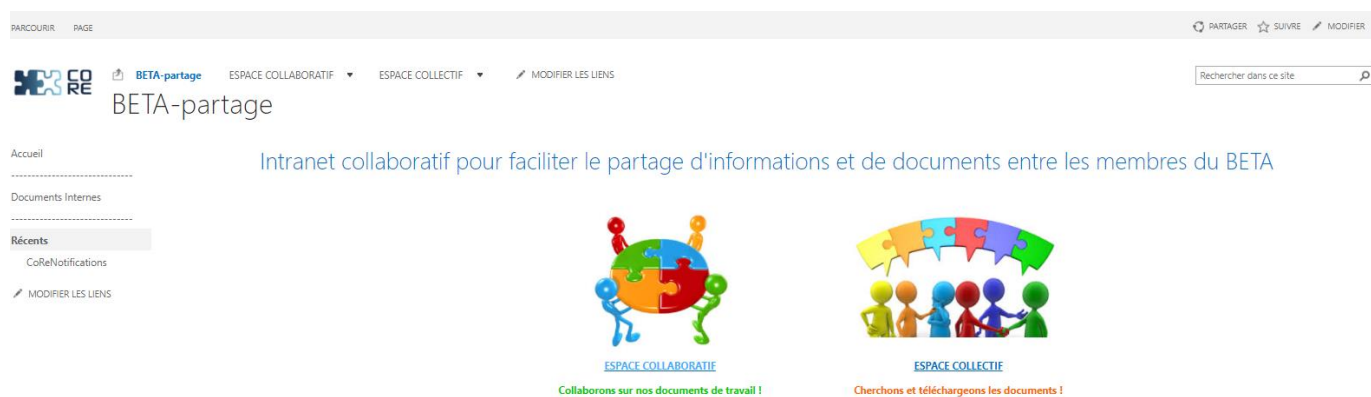 PARCOURIR PAGE
PARTAGER SUIVRE MODIFIER
CO
RE
BETA-partage ESPACE COLLABORATIF ESPACE COLLECTIF MODIFIER LES LIENS
Rechercher dans ce site
BETA-partage
Accueil
Intranet collaboratif pour faciliter le partage d'informations et de documents entre les membres du BETA
------------------------------
Documents Internes
------------------------------
Récents
CoReNotifications
MODIFIER LES LIENS
ESPACE COLLABORATIF ESPACE COLLECTIF
Collaborons sur nos documents de travail ! Cherchons et téléchargeons les documents !